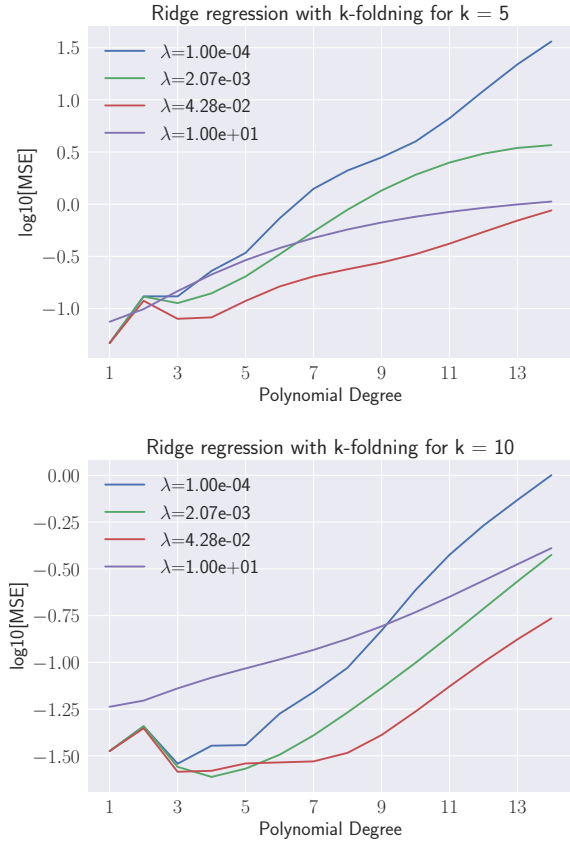 Ridge regression with k-foldning for k = 5
λ=1.00e-04
λ=2.07e-03
λ=4.28e-02
λ=1.00e+01
log10[MSE]
1.5
1.0
0.5
0.0
−0.5
−1.0
1 3 5 7 9 11 13
Polynomial Degree
Ridge regression with k-foldning for k = 10
λ=1.00e-04
λ=2.07e-03
λ=4.28e-02
λ=1.00e+01
log10[MSE]
0.00
−0.25
−0.50
−0.75
−1.00
−1.25
−1.50
1 3 5 7 9 11 13
Polynomial Degree